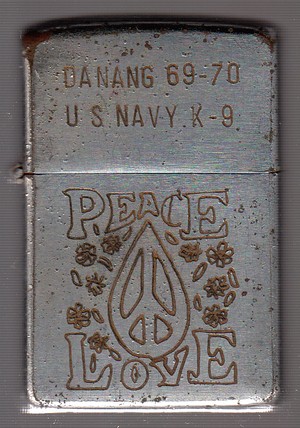 DANANG 69-70
U.S. NAVY K-9
PEACE
LOVE